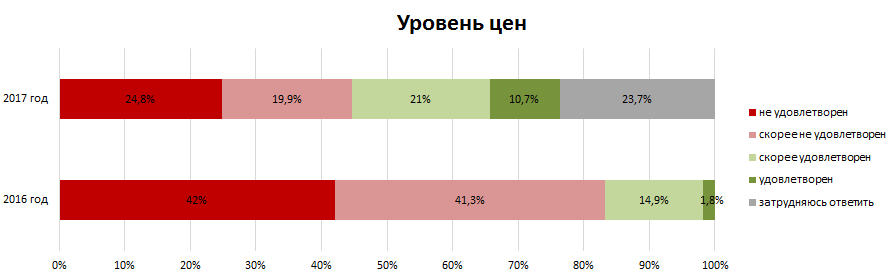 Уровень цен
2017 год
24,8%
19,9%
21%
10,7%
23,7%
2016 год
42%
41,3%
14,9%
1,8%
0%
10%
20%
30%
40%
50%
60%
70%
80%
90%
100%
не удовлетворен
скорее не удовлетворен
скорее удовлетворен
удовлетворен
затрудняюсь ответить